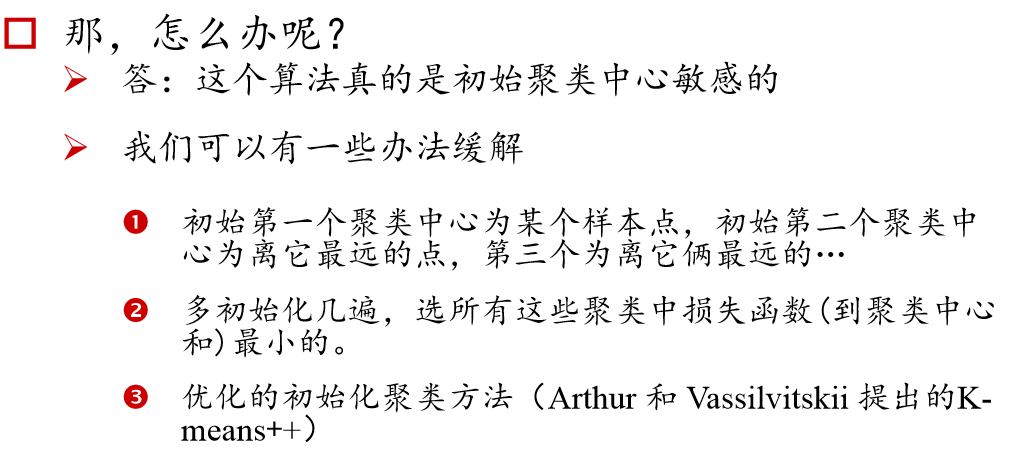 那，怎么办呢？
答：这个算法真的是初始聚类中心敏感的
我们可以有一些办法缓解
❶ 初始第一个聚类中心为某个样本点，初始第二个聚类中
心为离它最远的点，第三个为离它俩最远的…
❷ 多初始化几遍，选所有这些聚类中损失函数(到聚类中心
和)最小的。
❸ 优化的初始化聚类方法（Arthur 和 Vassilvitskii 提出的K-
means++）